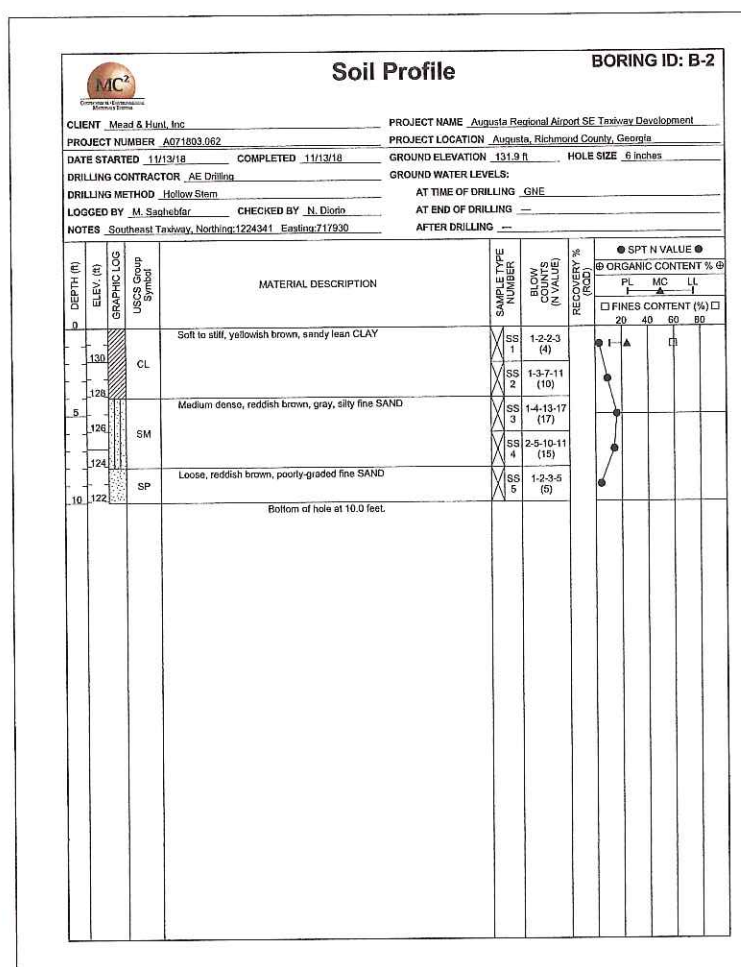 Soil Profile
BORING ID: B-2
MC²
CLIENT Mead & Hunt, Inc
PROJECT NAME Augusta Regional Airport SE Taxiway Development
PROJECT NUMBER A071803.062
PROJECT LOCATION Augusta, Richmond County, Georgia
DATE STARTED 11/13/18 COMPLETED 11/13/18
GROUND ELEVATION 131.9 ft HOLE SIZE 6 inches
DRILLING CONTRACTOR AE Drilling
GROUND WATER LEVELS:
DRILLING METHOD Hollow Stem
AT TIME OF DRILLING GNE
LOGGED BY M. Saghebfar CHECKED BY N. Diorio
AT END OF DRILLING —
NOTES Southeast Taxiway, Northing:1224341 Easting:717930
AFTER DRILLING —
DEPTH (ft)
ELEV. (ft)
GRAPHIC LOG
USCS Group Symbol
MATERIAL DESCRIPTION
SAMPLE TYPE NUMBER
BLOW COUNTS (N VALUE)
RECOVERY % (RQD)
SPT N VALUE
ORGANIC CONTENT %
PL MC LL
FINES CONTENT (%)
20 40 60 80
0
Soft to stiff, yellowish brown, sandy lean CLAY
SS 1
1-2-2-3 (4)
130
CL
SS 2
1-3-7-11 (10)
128
Medium dense, reddish brown, gray, silty fine SAND
5
SS 3
1-4-13-17 (17)
126
SM
SS 4
2-5-10-11 (15)
124
Loose, reddish brown, poorly-graded fine SAND
SP
SS 5
1-2-3-5 (5)
10
122
Bottom of hole at 10.0 feet.